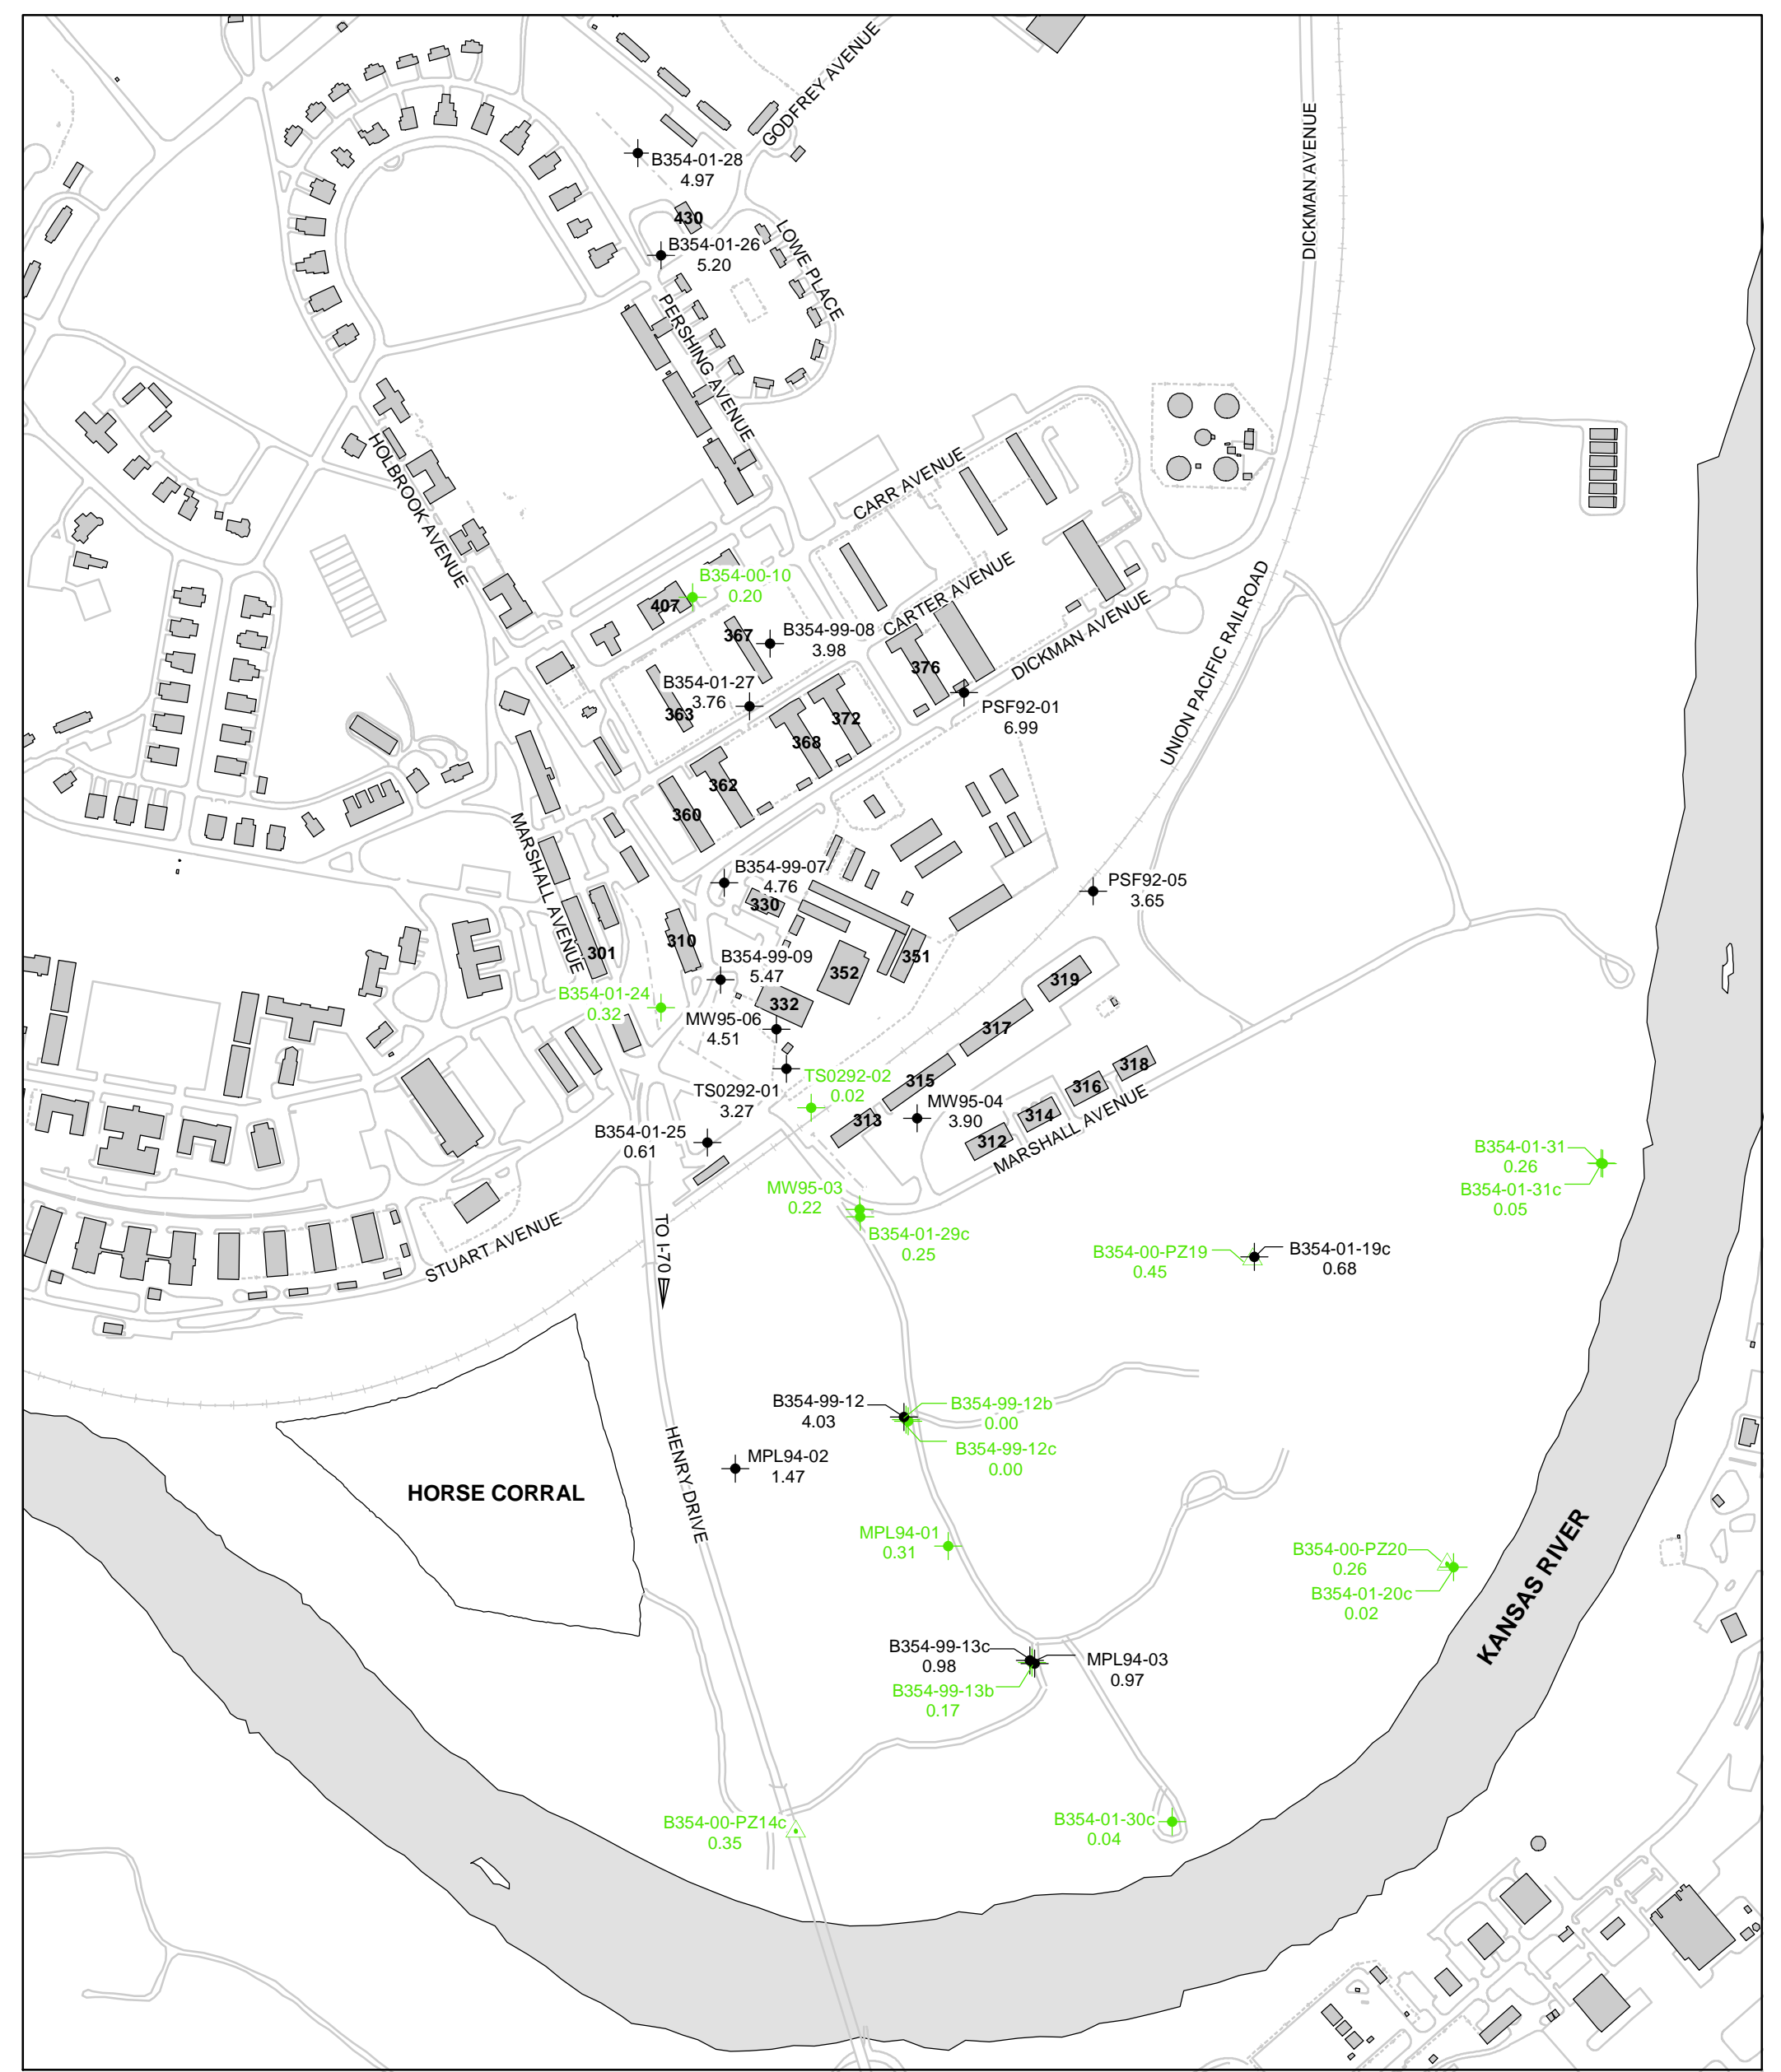 GODFREY AVENUE
DICKMAN AVENUE
B354-01-28
4.97
430
B354-01-26
5.20
LOWE PLACE
PERSHING AVENUE
HOLBROOK AVENUE
CARR AVENUE
B354-00-10
0.20
407
367
B354-99-08
3.98
CARTER AVENUE
DICKMAN AVENUE
UNION PACIFIC RAILROAD
376
B354-01-27
3.76
363
372
PSF92-01
6.99
368
362
360
MARSHALL AVENUE
B354-99-07
4.76
330
PSF92-05
3.65
301
310
B354-99-09
5.47
352
351
319
B354-01-24
0.32
332
MW95-06
4.51
317
318
TS0292-01
3.27
TS0292-02
0.02
315
316
MW95-04
3.90
314
313
312
MARSHALL AVENUE
B354-01-25
0.61
B354-01-31
0.26
B354-01-31c
0.05
MW95-03
0.22
B354-01-29c
0.25
STUART AVENUE
TO I-70
B354-00-PZ19
0.45
B354-01-19c
0.68
B354-99-12
4.03
B354-99-12b
0.00
B354-99-12c
0.00
MPL94-02
1.47
HORSE CORRAL
HENRY DRIVE
MPL94-01
0.31
B354-00-PZ20
0.26
B354-01-20c
0.02
KANSAS RIVER
B354-99-13c
0.98
MPL94-03
0.97
B354-99-13b
0.17
B354-00-PZ14c
0.35
B354-01-30c
0.04